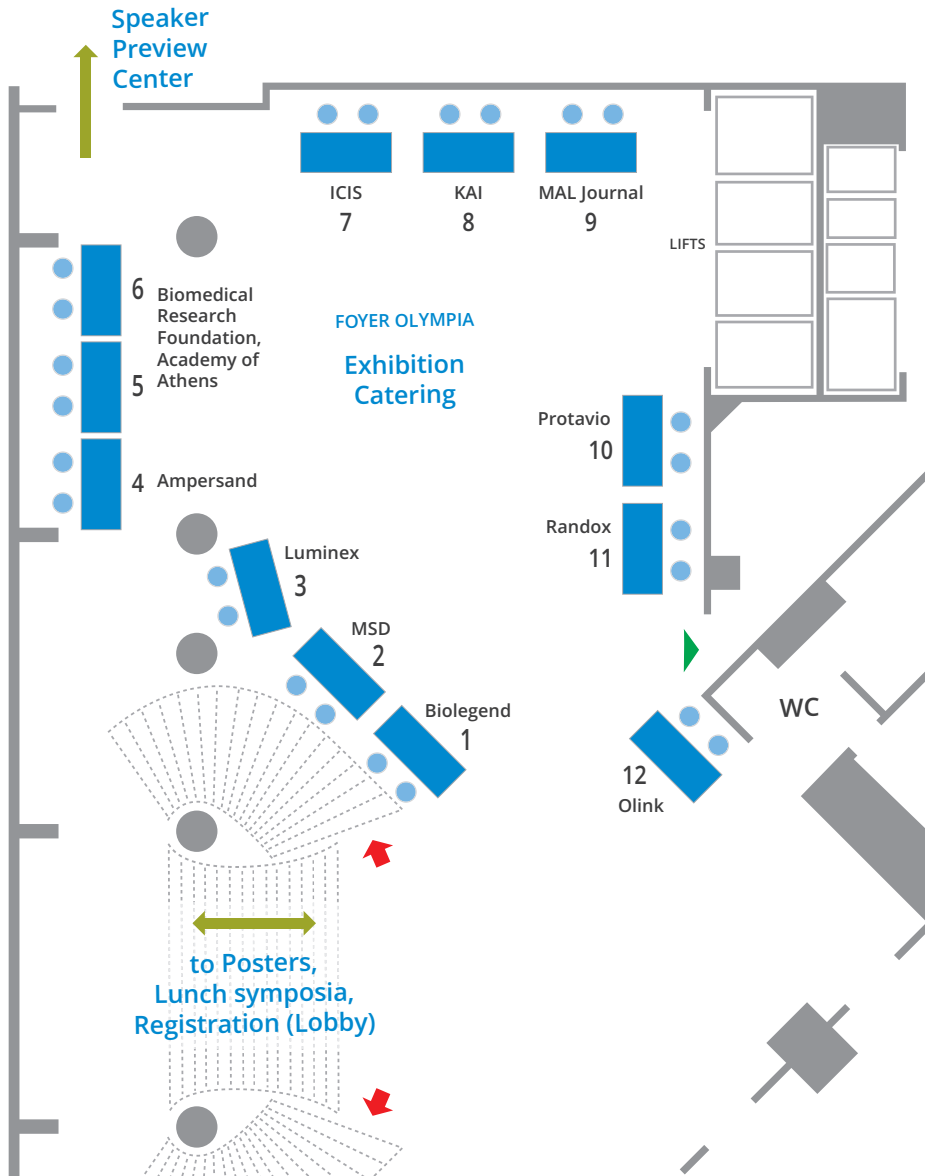 Speaker
Preview
Center
ICIS
7
KAI
8
MAL Journal
9
LIFTS
6
Biomedical
Research
Foundation,
Academy of
Athens
5
4 Ampersand
FOYER OLYMPIA
Exhibition
Catering
Protavio
10
Randox
11
Luminex
3
MSD
2
Biolegend
1
WC
12
Olink
to Posters,
Lunch symposia,
Registration (Lobby)